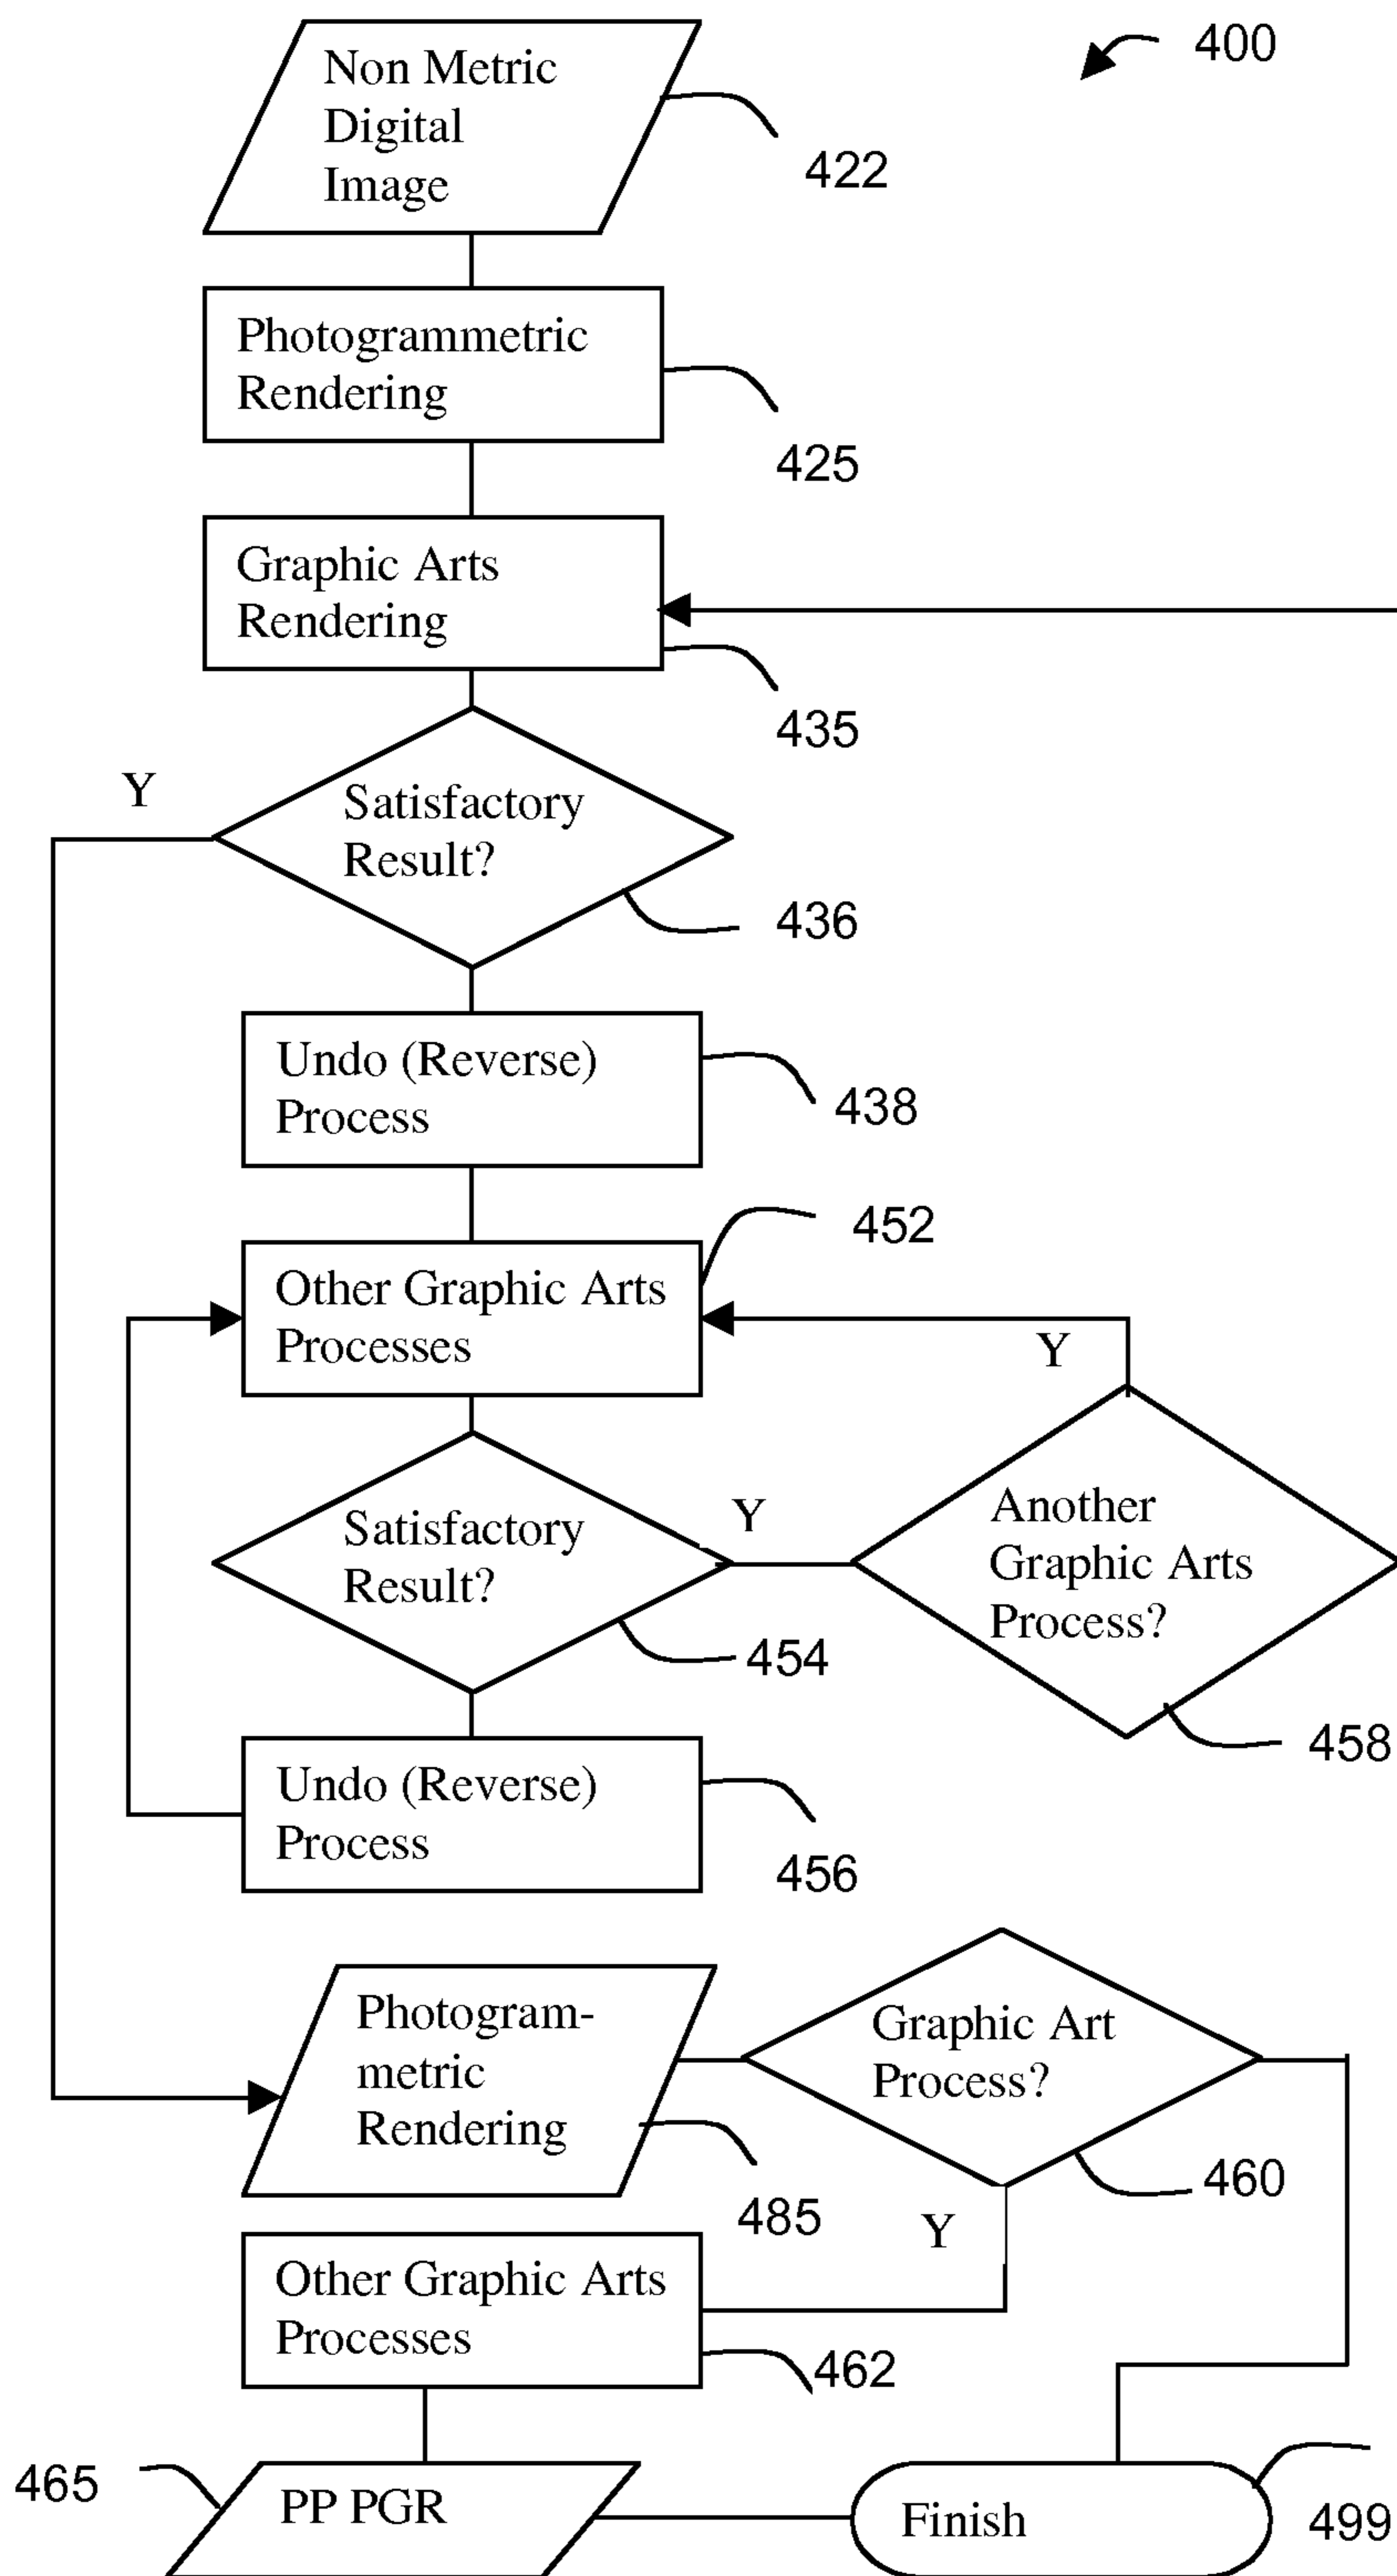 400
Non Metric
Digital
Image
422
Photogrammetric
Rendering
425
Graphic Arts
Rendering
435
Y
Satisfactory
Result?
436
Undo (Reverse)
Process
438
452
Other Graphic Arts
Processes
Y
Satisfactory
Result?
Y
454
Another
Graphic Arts
Process?
458
Undo (Reverse)
Process
456
Photogram-
metric
Rendering
485
Graphic Art
Process?
460
Y
Other Graphic Arts
Processes
462
465
PP PGR
Finish
499